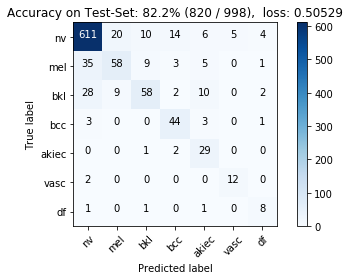 Accuracy on Test-Set: 82.2% (820 / 998),  loss: 0.50529
nv 611 20 10 14 6 5 4
mel 35 58 9 3 5 0 1
bkl 28 9 58 2 10 0 2
bcc 3 0 0 44 3 0 1
akiec 0 0 1 2 29 0 0
vasc 2 0 0 0 0 12 0
df 1 0 1 0 1 0 8
nv mel bkl bcc akiec vasc df
True label
Predicted label
600
500
400
300
200
100
0